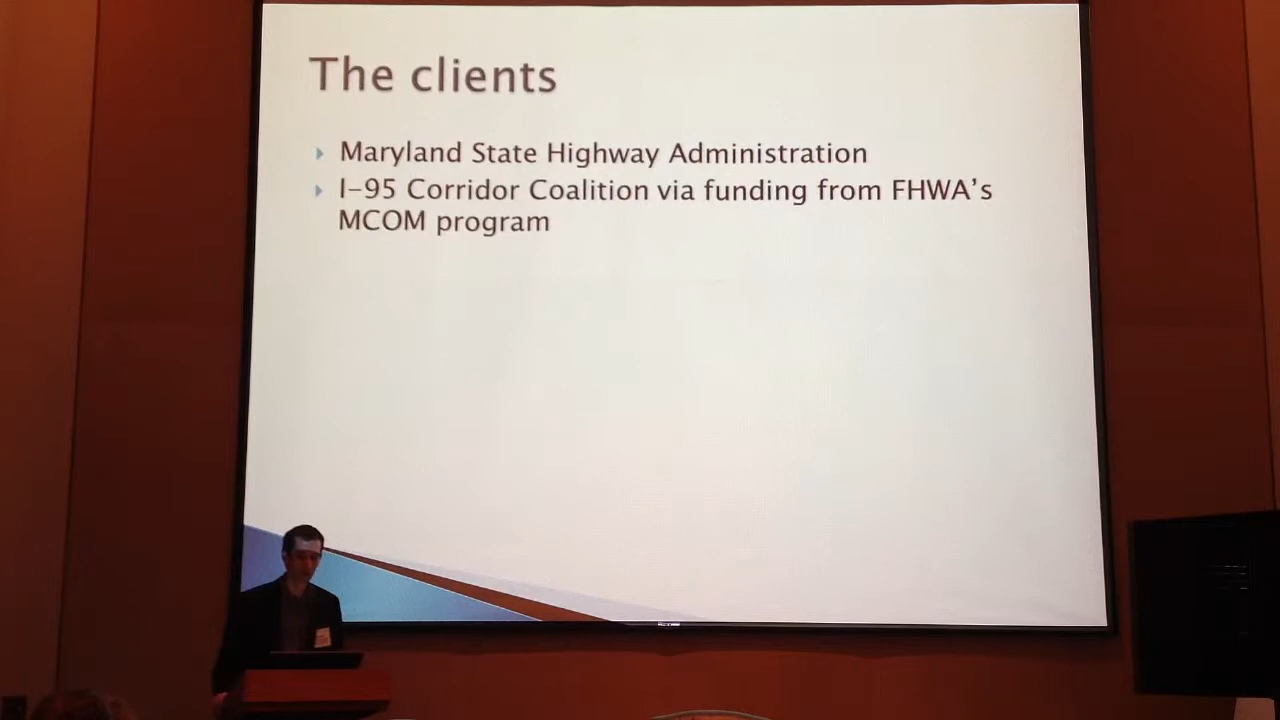 The clients
Maryland State Highway Administration
I-95 Corridor Coalition via funding from FHWA's
MCOM program